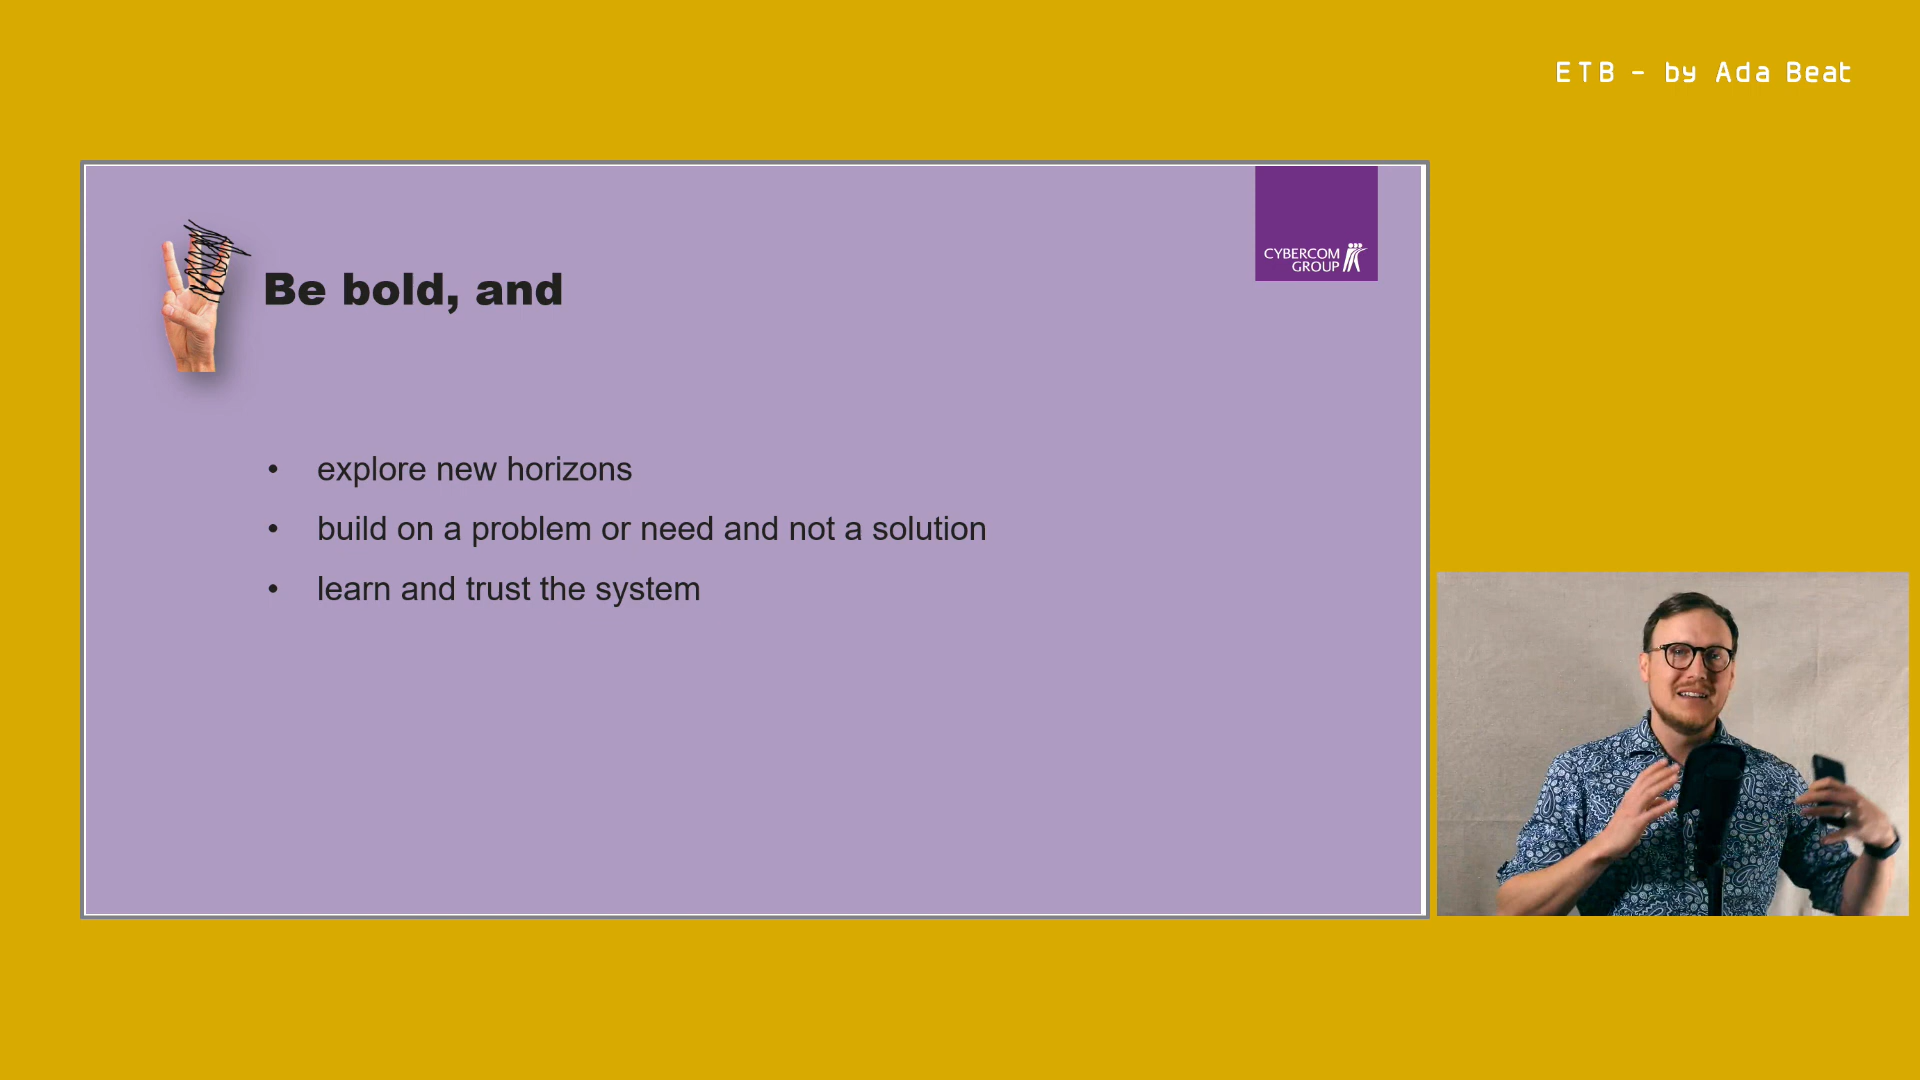 ETB - by Ada Beat
CYBERCOM
GROUP
Be bold, and
• explore new horizons
• build on a problem or need and not a solution
• learn and trust the system